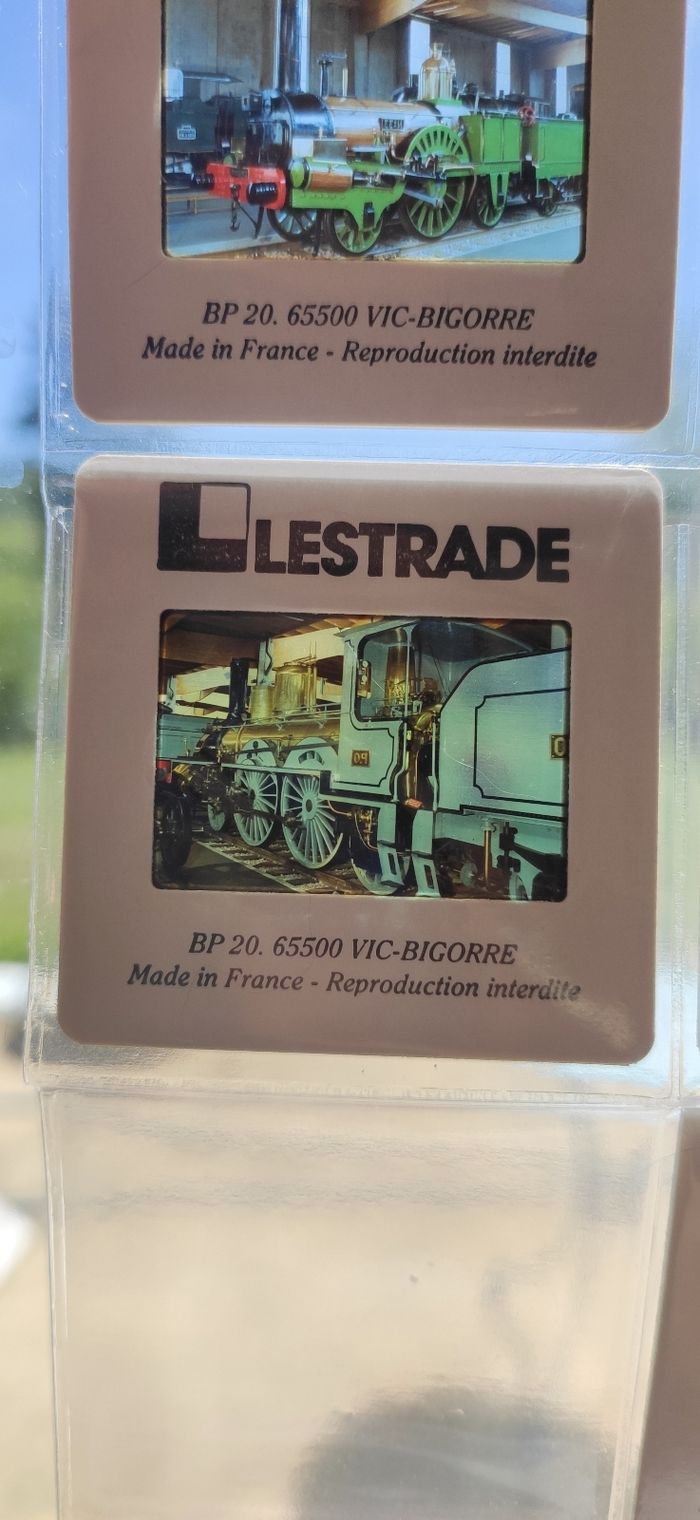 BP 20. 65500 VIC-BIGORRE
Made in France - Reproduction interdite
LESTRADE
BP 20. 65500 VIC-BIGORRE
Made in France - Reproduction interdite